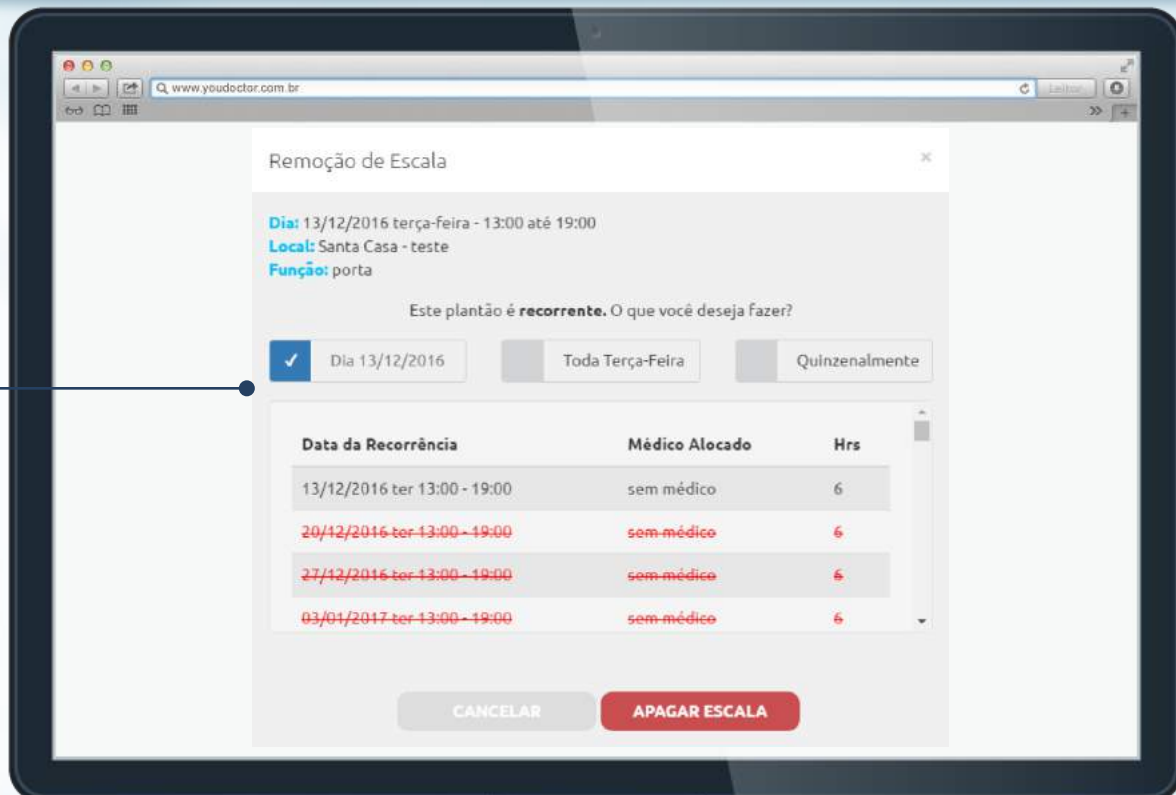 www.youdoctor.com.br
Leitor
Remoção de Escala
×
Dia: 13/12/2016 terça-feira - 13:00 até 19:00
Local: Santa Casa - teste
Função: porta
Este plantão é recorrente. O que você deseja fazer?
Dia 13/12/2016 Toda Terça-Feira Quinzenalmente
Data da Recorrência Médico Alocado Hrs
13/12/2016 ter 13:00 - 19:00 sem médico 6
20/12/2016 ter 13:00 - 19:00 sem médico 6
27/12/2016 ter 13:00 - 19:00 sem médico 6
03/01/2017 ter 13:00 - 19:00 sem médico 6
CANCELAR APAGAR ESCALA